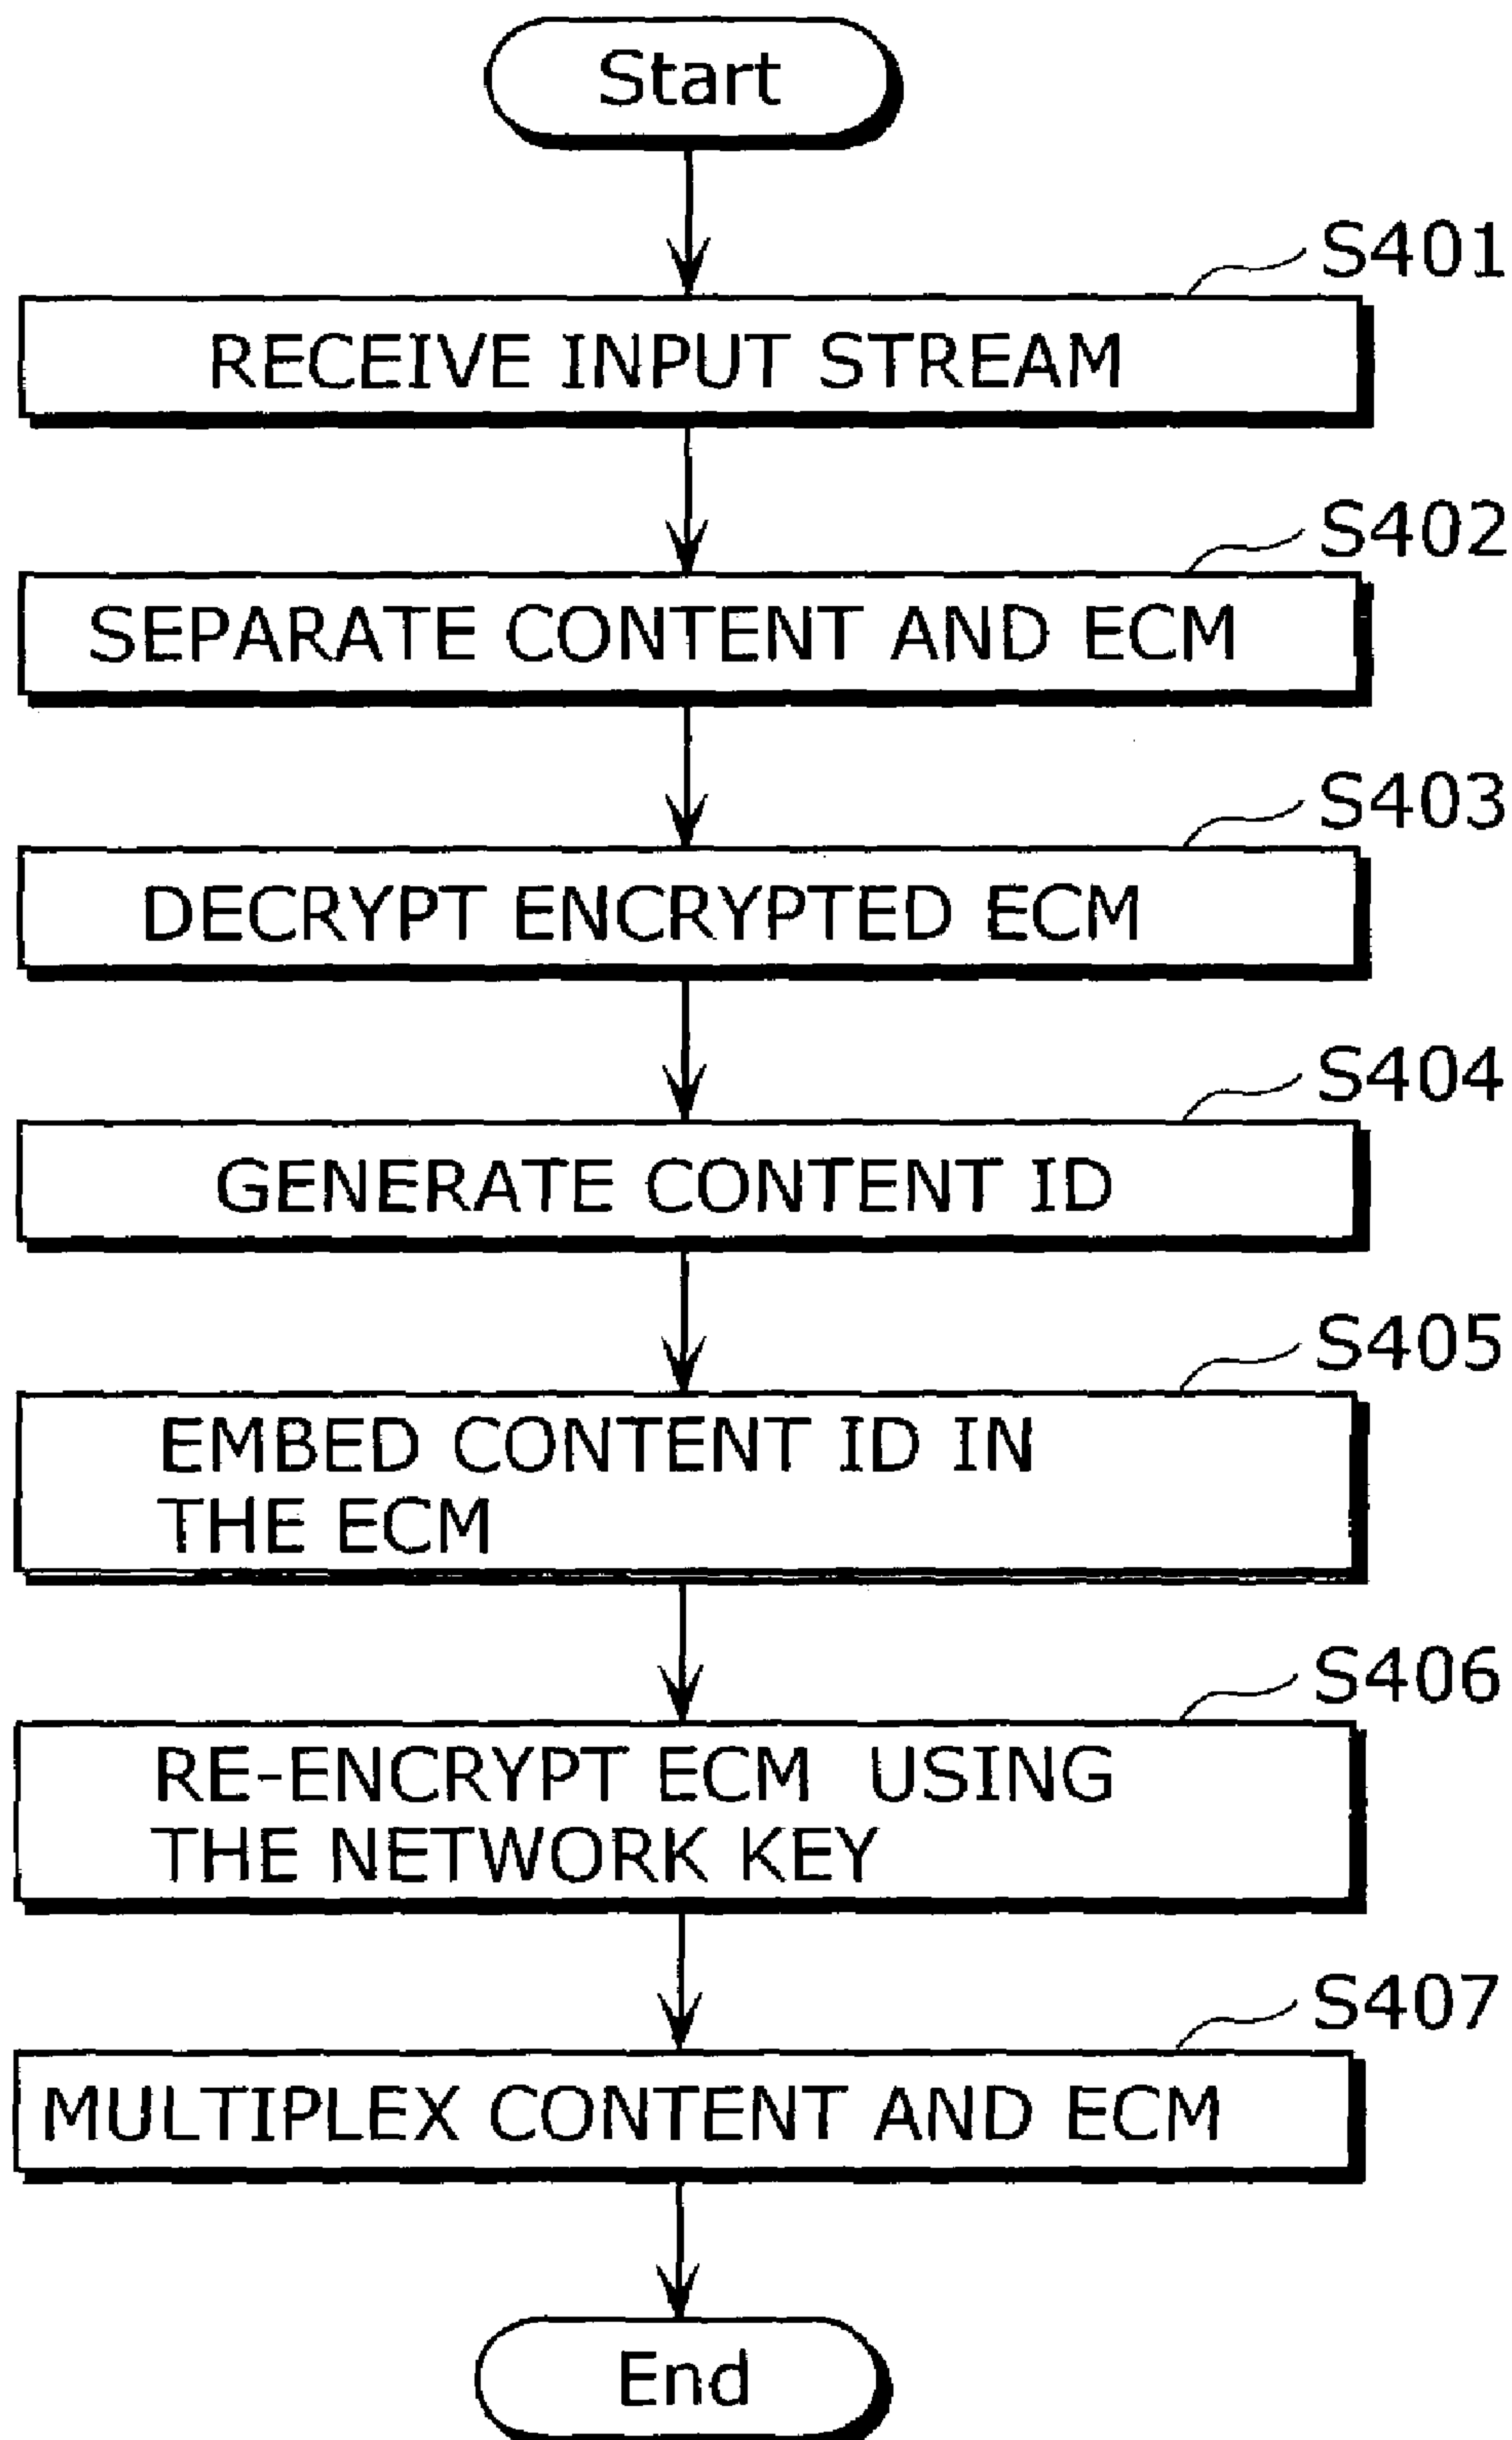 Start
S401
RECEIVE INPUT STREAM
S402
SEPARATE CONTENT AND ECM
S403
DECRYPT ENCRYPTED ECM
S404
GENERATE CONTENT ID
S405
EMBED CONTENT ID IN
THE ECM
S406
RE-ENCRYPT ECM USING
THE NETWORK KEY
S407
MULTIPLEX CONTENT AND ECM
End